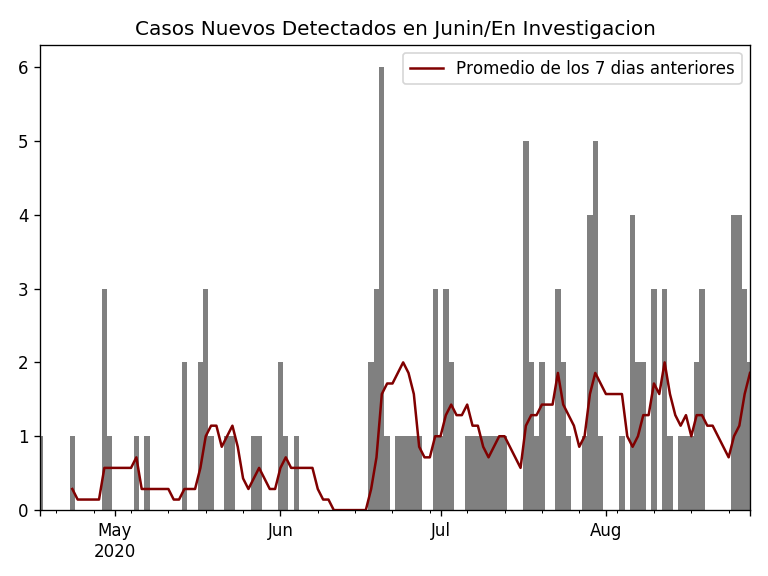 Casos Nuevos Detectados en Junin/En Investigacion
Promedio de los 7 dias anteriores
6
5
4
3
2
1
0
May Jun Jul Aug
2020